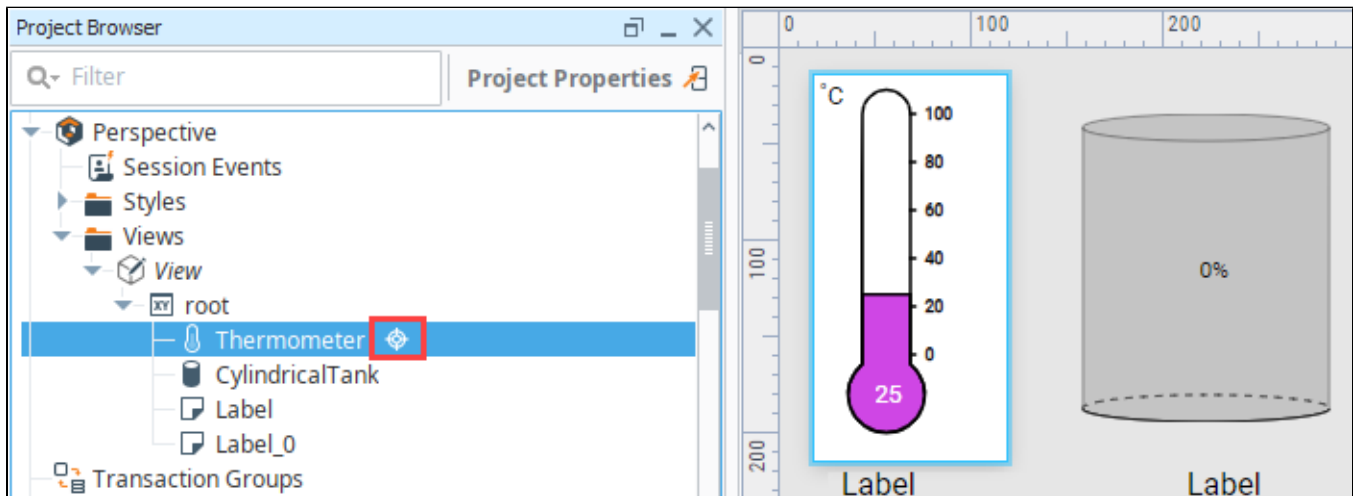 Project Browser
Filter
Project Properties
Perspective
Session Events
Styles
Views
View
XY root
Thermometer
CylindricalTank
Label
Label_0
Transaction Groups
0 100 200
0
100
200
°C
100
80
60
40
20
0
25
Label
0%
Label